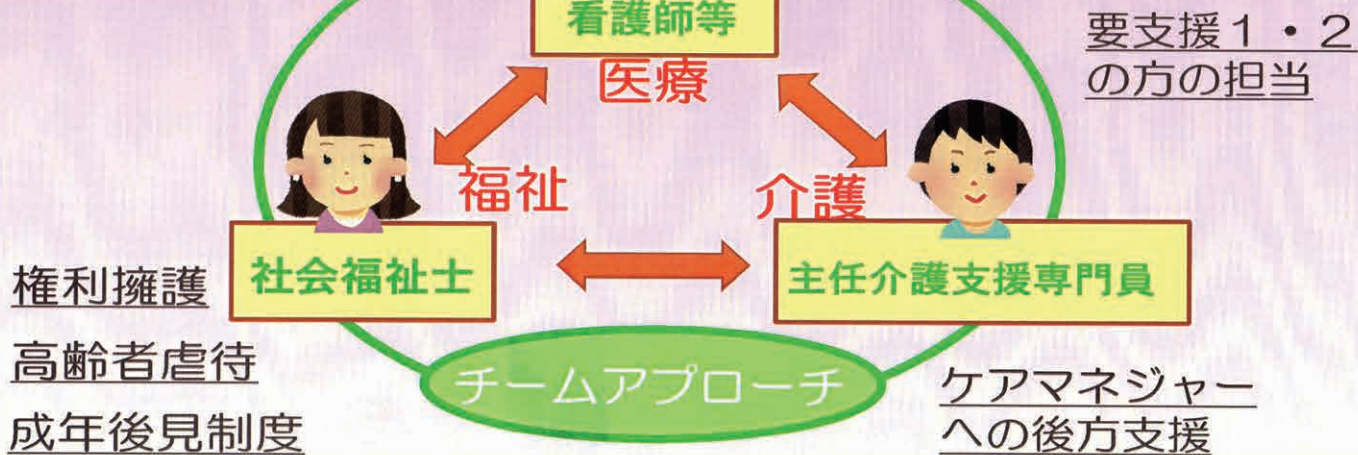 看護師等
医療
要支援1・2
の方の担当
福祉
介護
社会福祉士
主任介護支援専門員
権利擁護
高齢者虐待
成年後見制度
チームアプローチ
ケアマネジャー
への後方支援